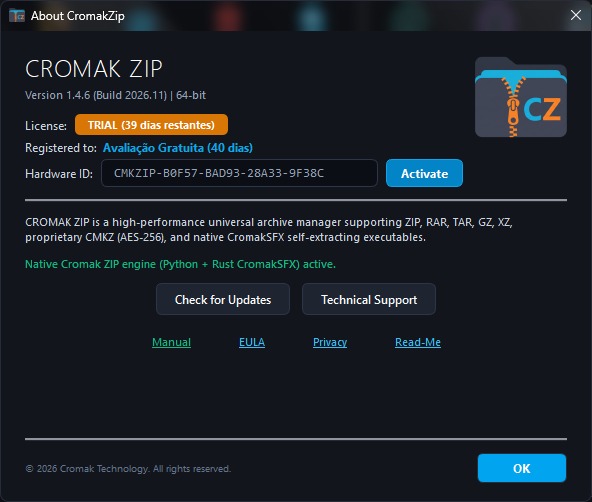 About CromakZip
CROMAK ZIP
Version 1.4.6 (Build 2026.11) | 64-bit
CZ
License: TRIAL (39 dias restantes)
Registered to: Avaliação Gratuita (40 dias)
Hardware ID: CMKZIP-B0F57-BAD93-28A33-9F38C Activate
CROMAK ZIP is a high-performance universal archive manager supporting ZIP, RAR, TAR, GZ, XZ,
proprietary CMKZ (AES-256), and native CromakSFX self-extracting executables.
Native Cromak ZIP engine (Python + Rust CromakSFX) active.
Check for Updates Technical Support
Manual EULA Privacy Read-Me
© 2026 Cromak Technology. All rights reserved. OK